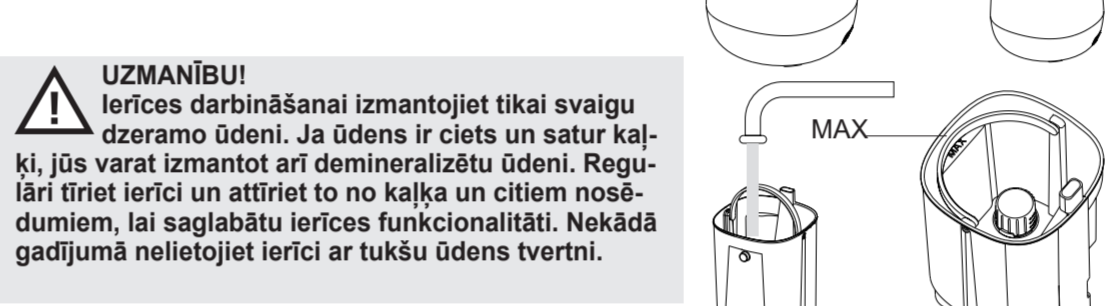 UZMANĪBU!
Ierīces darbināšanai izmantojiet tikai svaigu
dzeramo ūdeni. Ja ūdens ir ciets un satur kaļ-
ķi, jūs varat izmantot arī demineralizētu ūdeni. Regu-
lāri tīriet ierīci un attīriet to no kaļķa un citiem nosē-
dumiem, lai saglabātu ierīces funkcionalitāti. Nekādā
gadījumā nelietojiet ierīci ar tukšu ūdens tvertni.
MAX
MAX